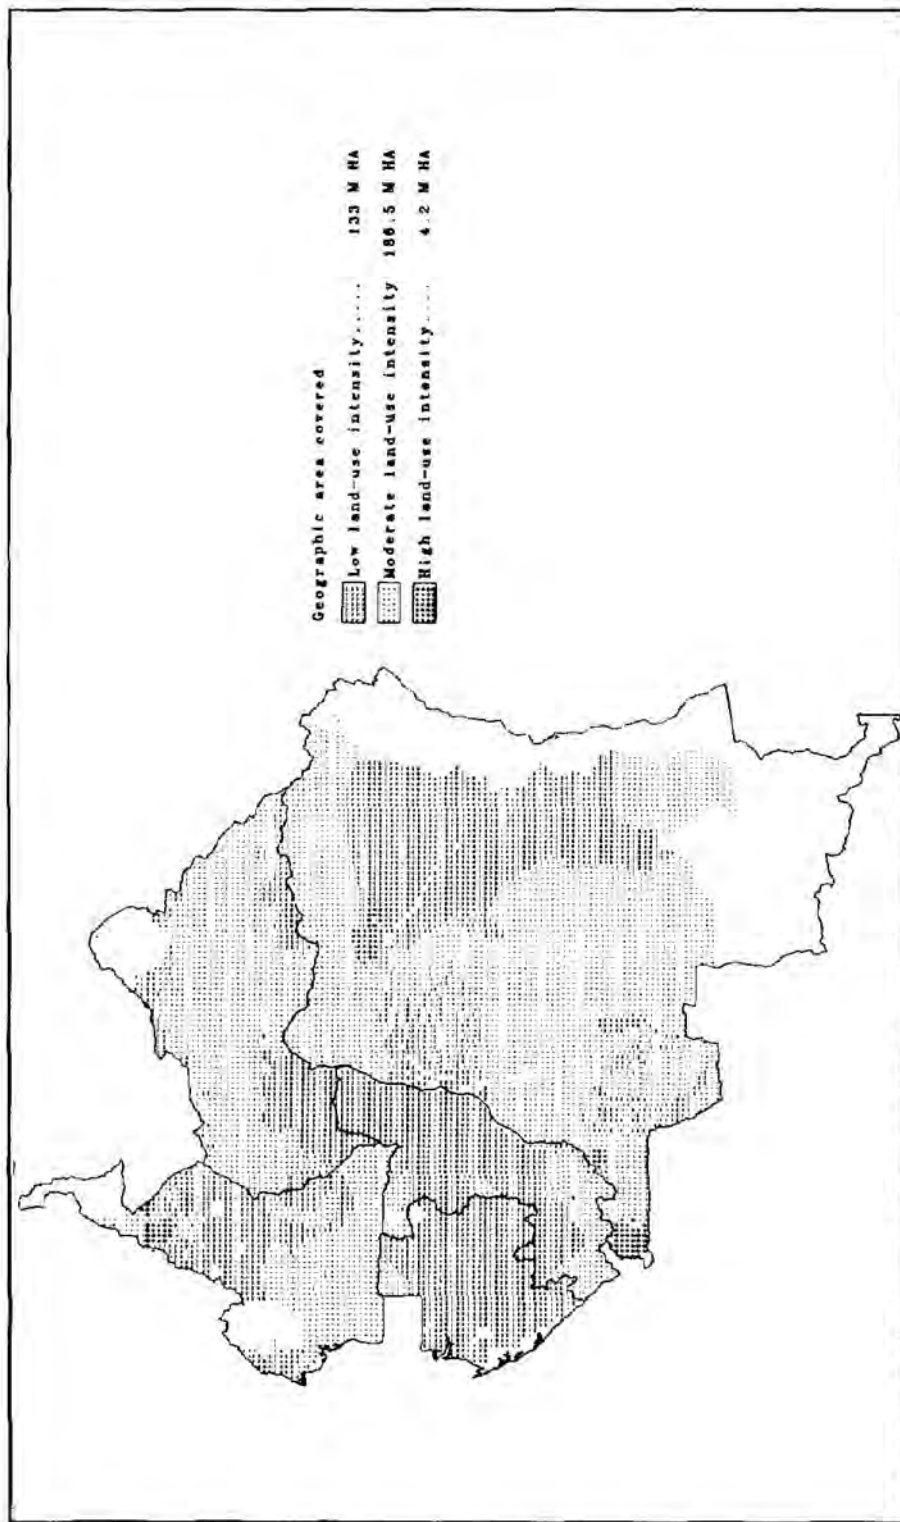 Geographic area covered
Low land-use intensity..... 133 M HA
Moderate land-use intensity 186.5 M HA
High land-use intensity.... 4.2 M HA